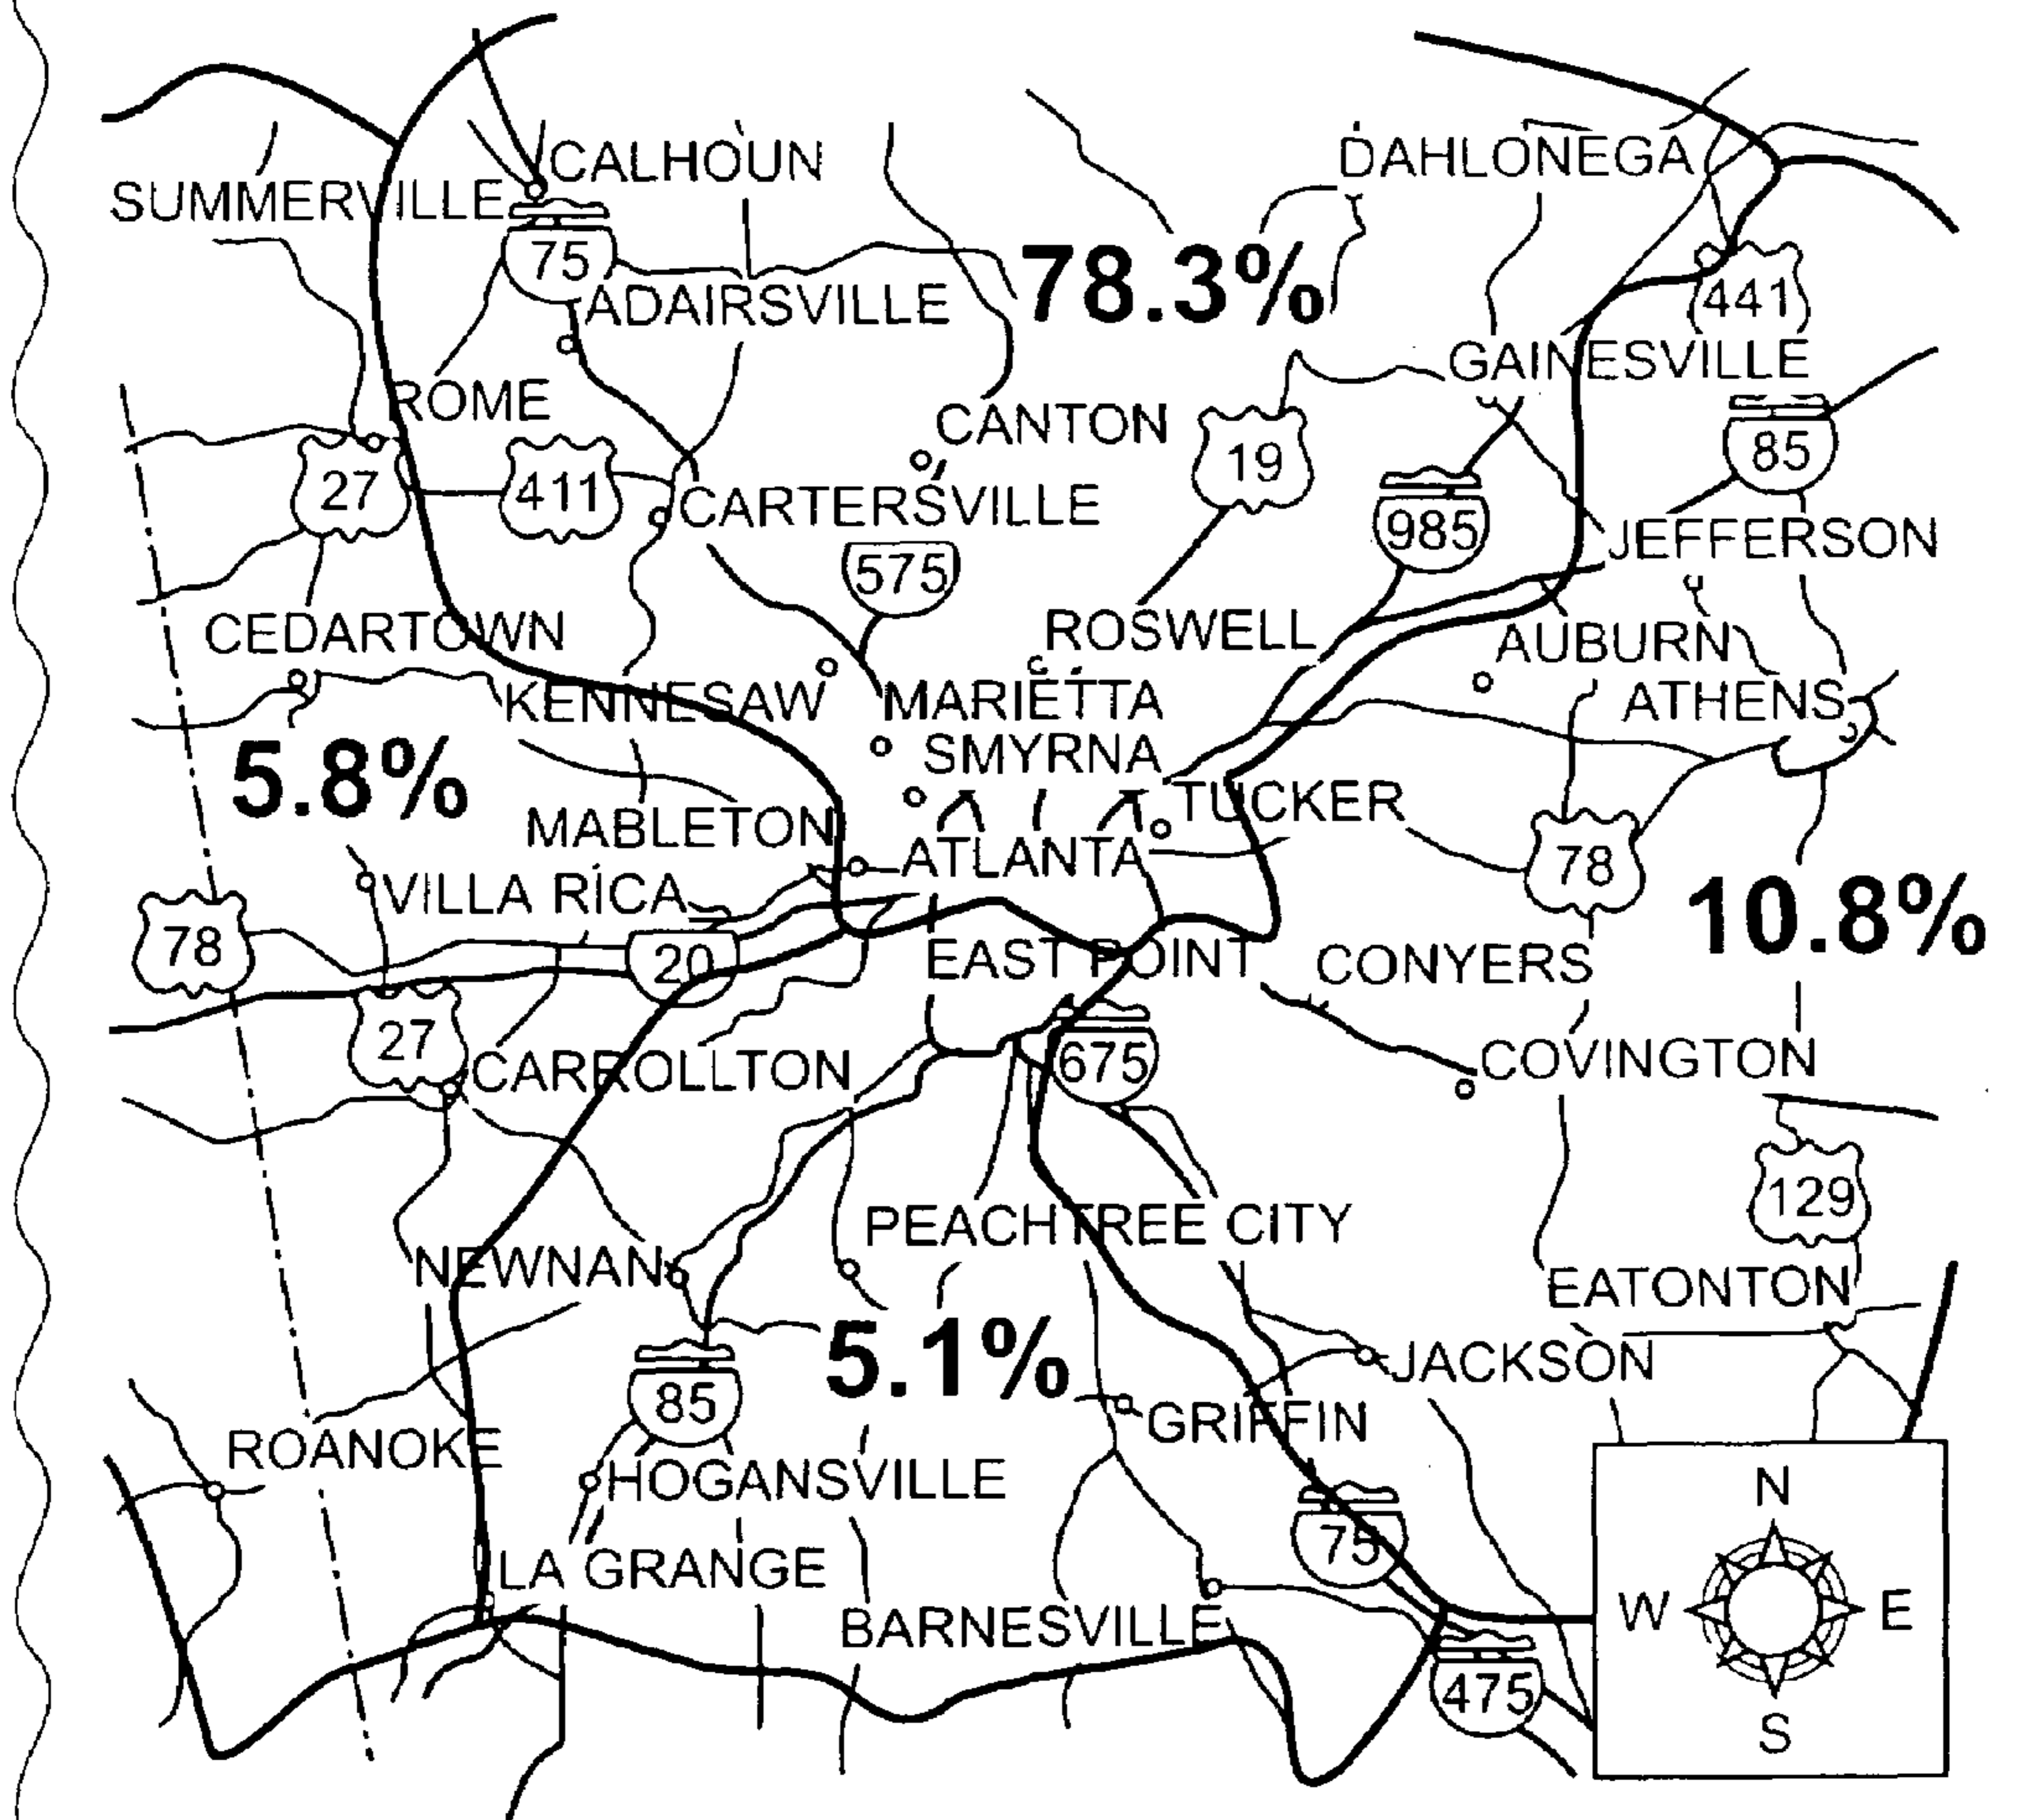 CALHOUN
DAHLONEGA
SUMMERVILLE
75
78.3%
441
ADAIRSVILLE
GAINESVILLE
ROME
CANTON
19
85
27
411
CARTERSVILLE
985
JEFFERSON
575
CEDARTOWN
ROSWELL
AUBURN
KENNESAW
MARIETTA
ATHENS
5.8%
SMYRNA
MABLETON
TUCKER
ATLANTA
78
VILLA RICA
10.8%
78
20
EAST POINT
CONYERS
27
675
COVINGTON
CARROLLTON
129
PEACHTREE CITY
NEWNAN
EATONTON
5.1%
JACKSON
85
GRIFFIN
ROANOKE
HOGANSVILLE
N
75
LA GRANGE
BARNESVILLE
W
E
475
S